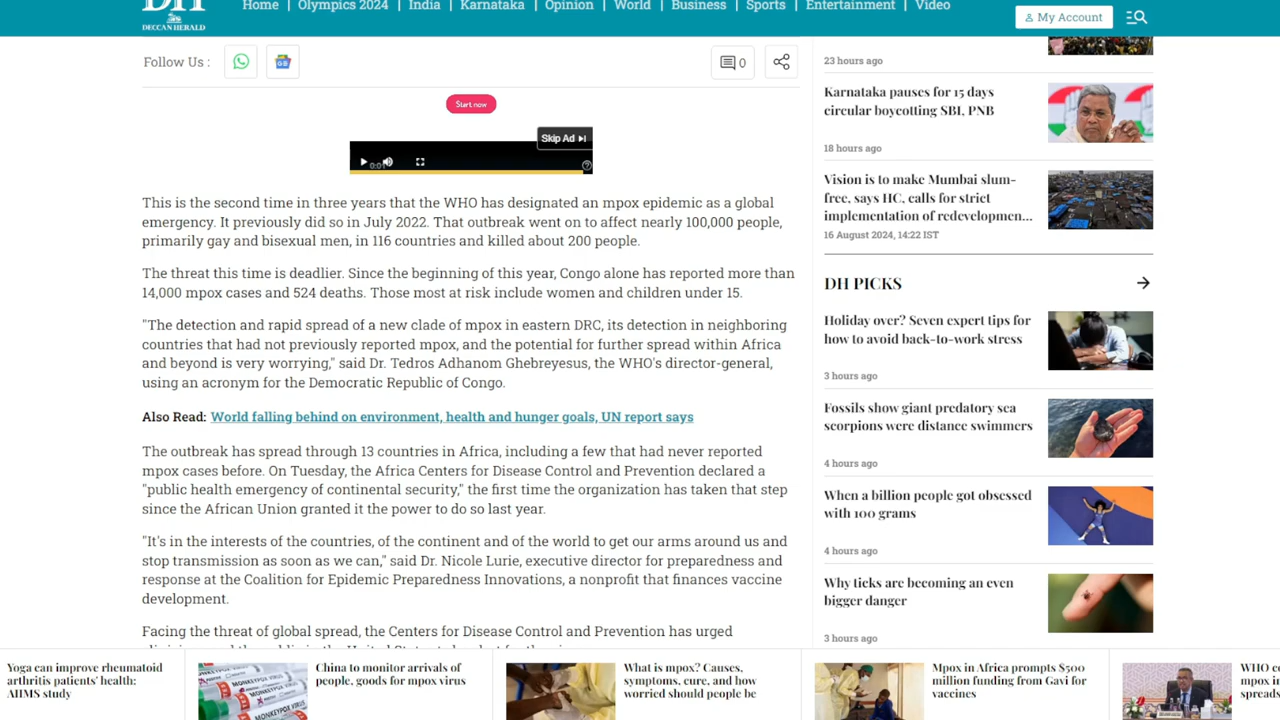 DH
DECCAN HERALD
Home | Olympics 2024 | India | Karnataka | Opinion | World | Business | Sports | Entertainment | Video
My Account
Follow Us :
0
Start now
Skip Ad
0:01
This is the second time in three years that the WHO has designated an mpox epidemic as a global
emergency. It previously did so in July 2022. That outbreak went on to affect nearly 100,000 people,
primarily gay and bisexual men, in 116 countries and killed about 200 people.
The threat this time is deadlier. Since the beginning of this year, Congo alone has reported more than
14,000 mpox cases and 524 deaths. Those most at risk include women and children under 15.
"The detection and rapid spread of a new clade of mpox in eastern DRC, its detection in neighboring
countries that had not previously reported mpox, and the potential for further spread within Africa
and beyond is very worrying," said Dr. Tedros Adhanom Ghebreyesus, the WHO's director-general,
using an acronym for the Democratic Republic of Congo.
Also Read: World falling behind on environment, health and hunger goals, UN report says
The outbreak has spread through 13 countries in Africa, including a few that had never reported
mpox cases before. On Tuesday, the Africa Centers for Disease Control and Prevention declared a
"public health emergency of continental security," the first time the organization has taken that step
since the African Union granted it the power to do so last year.
"It's in the interests of the countries, of the continent and of the world to get our arms around us and
stop transmission as soon as we can," said Dr. Nicole Lurie, executive director for preparedness and
response at the Coalition for Epidemic Preparedness Innovations, a nonprofit that finances vaccine
development.
Facing the threat of global spread, the Centers for Disease Control and Prevention has urged
23 hours ago
Karnataka pauses for 15 days
circular boycotting SBI, PNB
18 hours ago
Vision is to make Mumbai slum-
free, says HC, calls for strict
implementation of redevelopmen...
16 August 2024, 14:22 IST
DH PICKS
Holiday over? Seven expert tips for
how to avoid back-to-work stress
3 hours ago
Fossils show giant predatory sea
scorpions were distance swimmers
4 hours ago
When a billion people got obsessed
with 100 grams
4 hours ago
Why ticks are becoming an even
bigger danger
3 hours ago
Yoga can improve rheumatoid
arthritis patients' health:
AIIMS study
MONKEYPOX VIRUS
China to monitor arrivals of
people, goods for mpox virus
What is mpox? Causes,
symptoms, cure, and how
worried should people be
Mpox in Africa prompts $500
million funding from Gavi for
vaccines
WHO co
mpox in
spreads